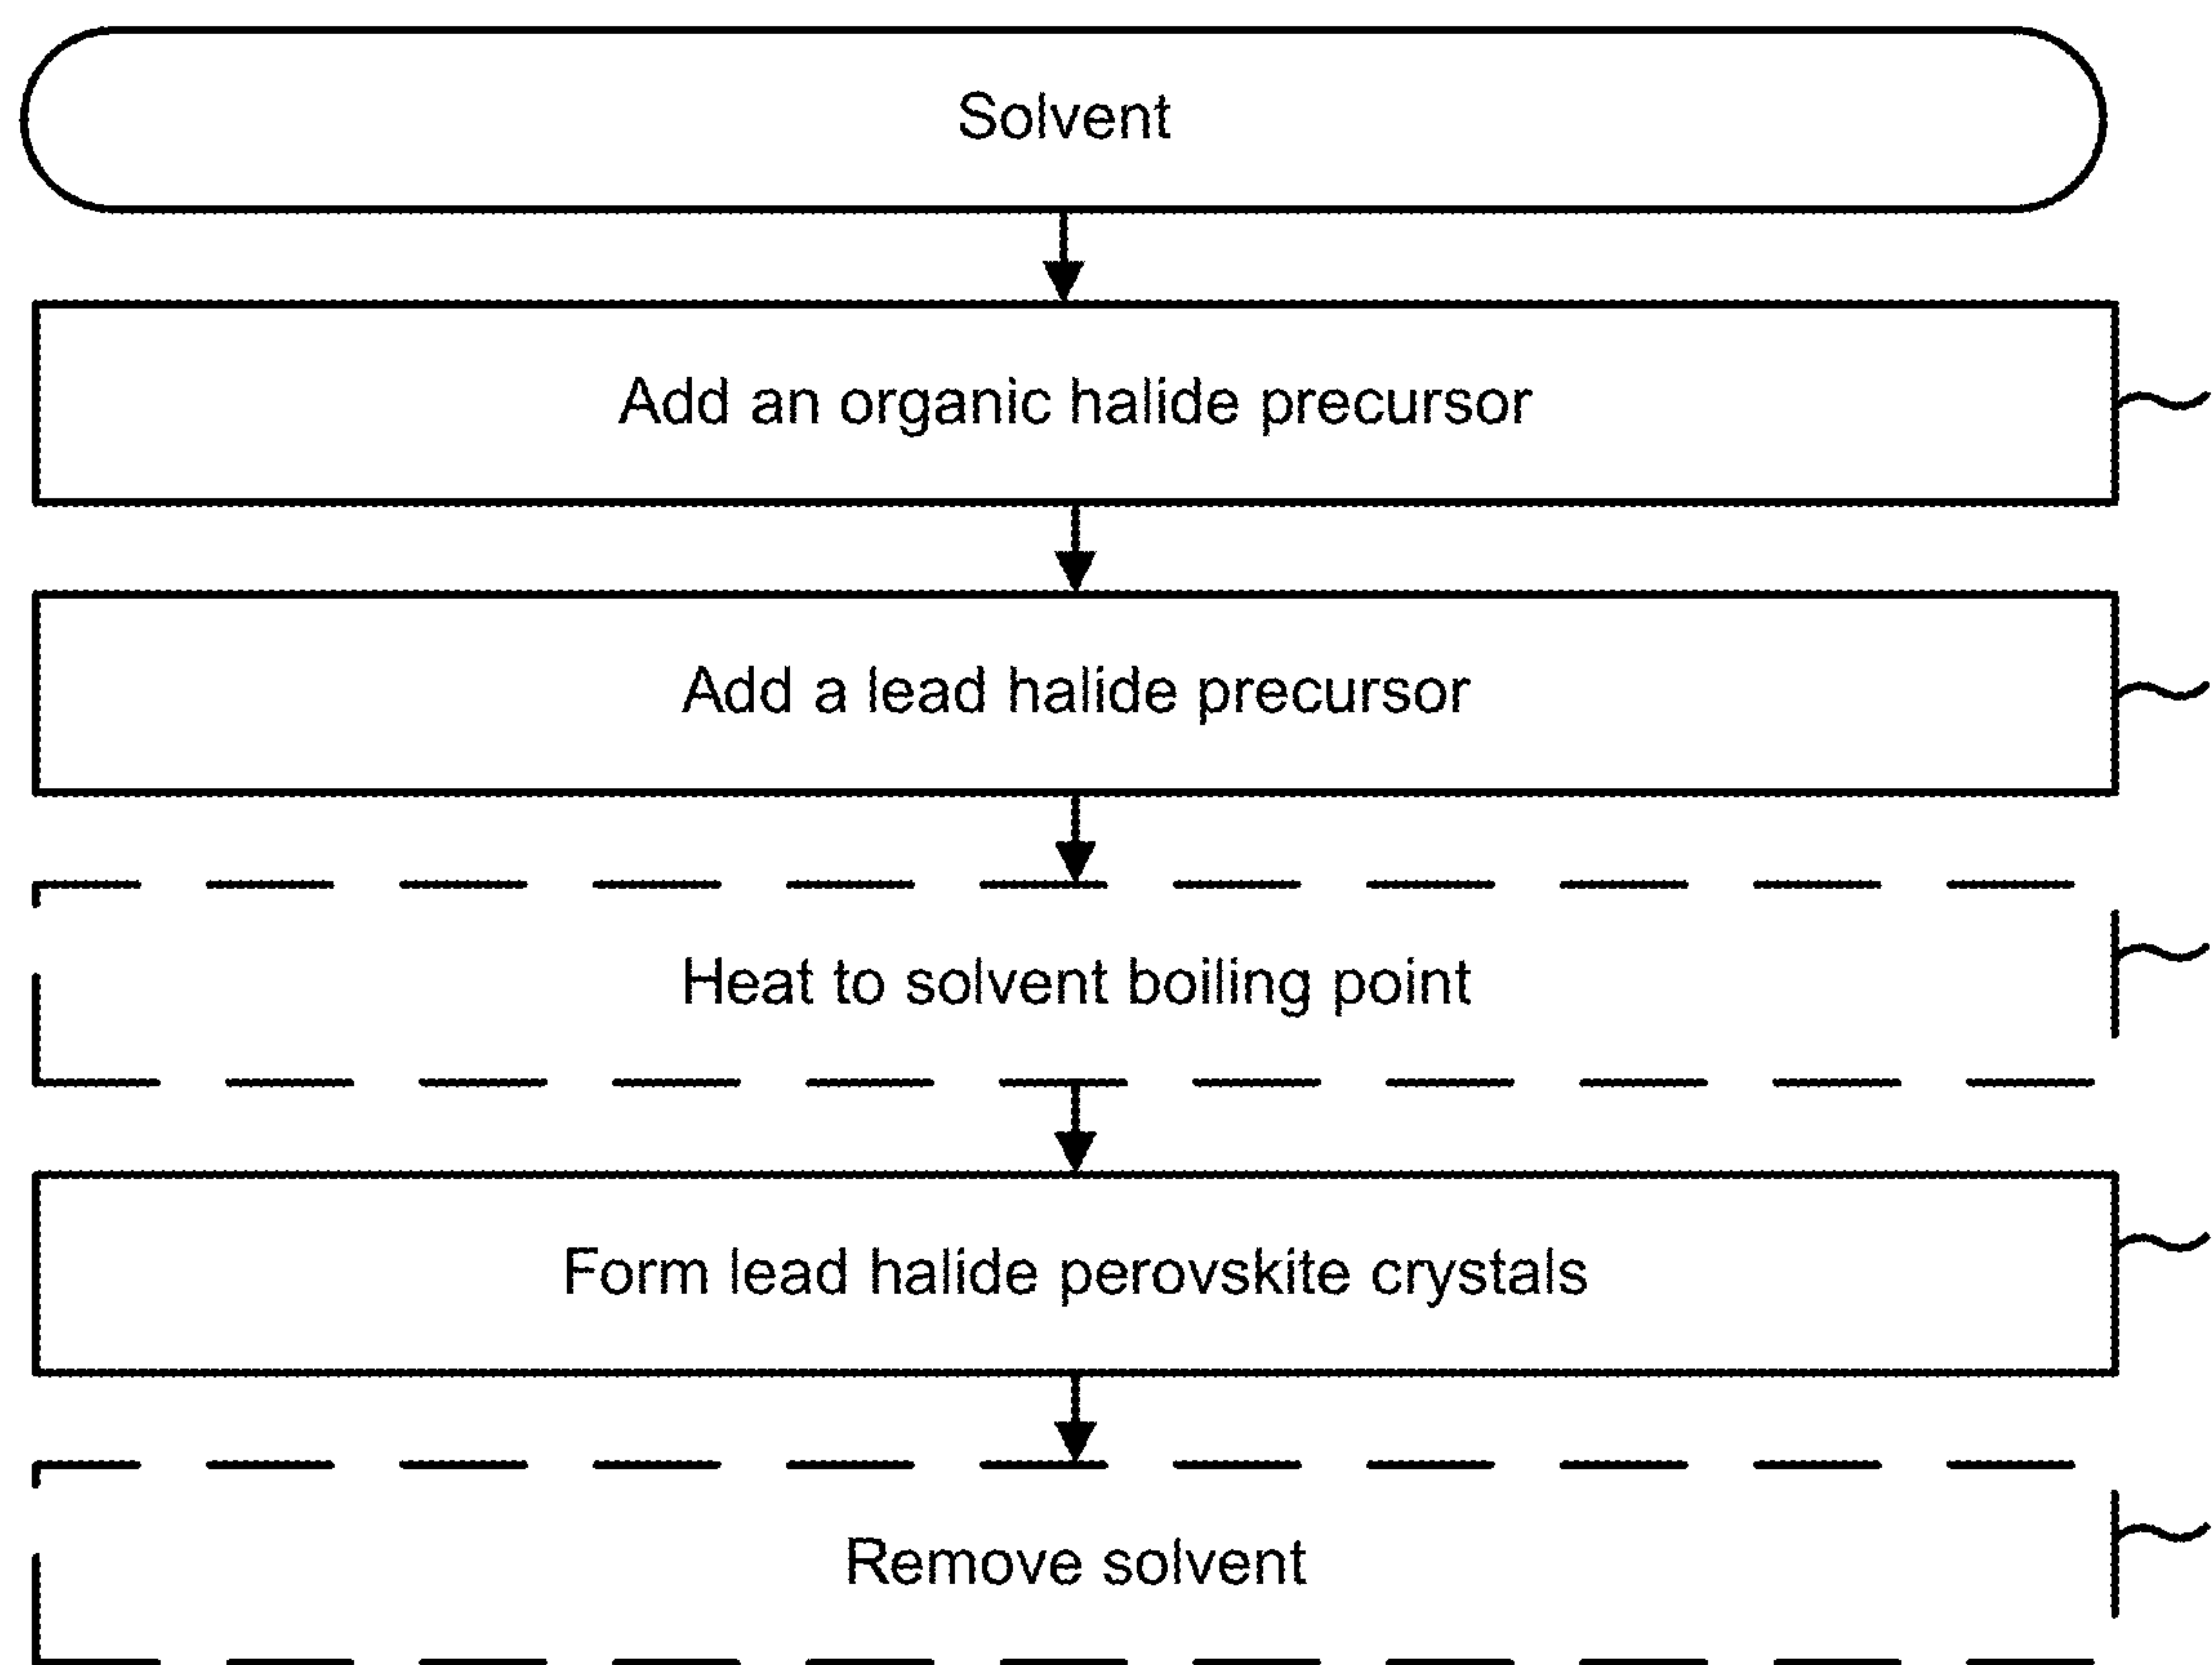 Solvent
Add an organic halide precursor
Add a lead halide precursor
Heat to solvent boiling point
Form lead halide perovskite crystals
Remove solvent